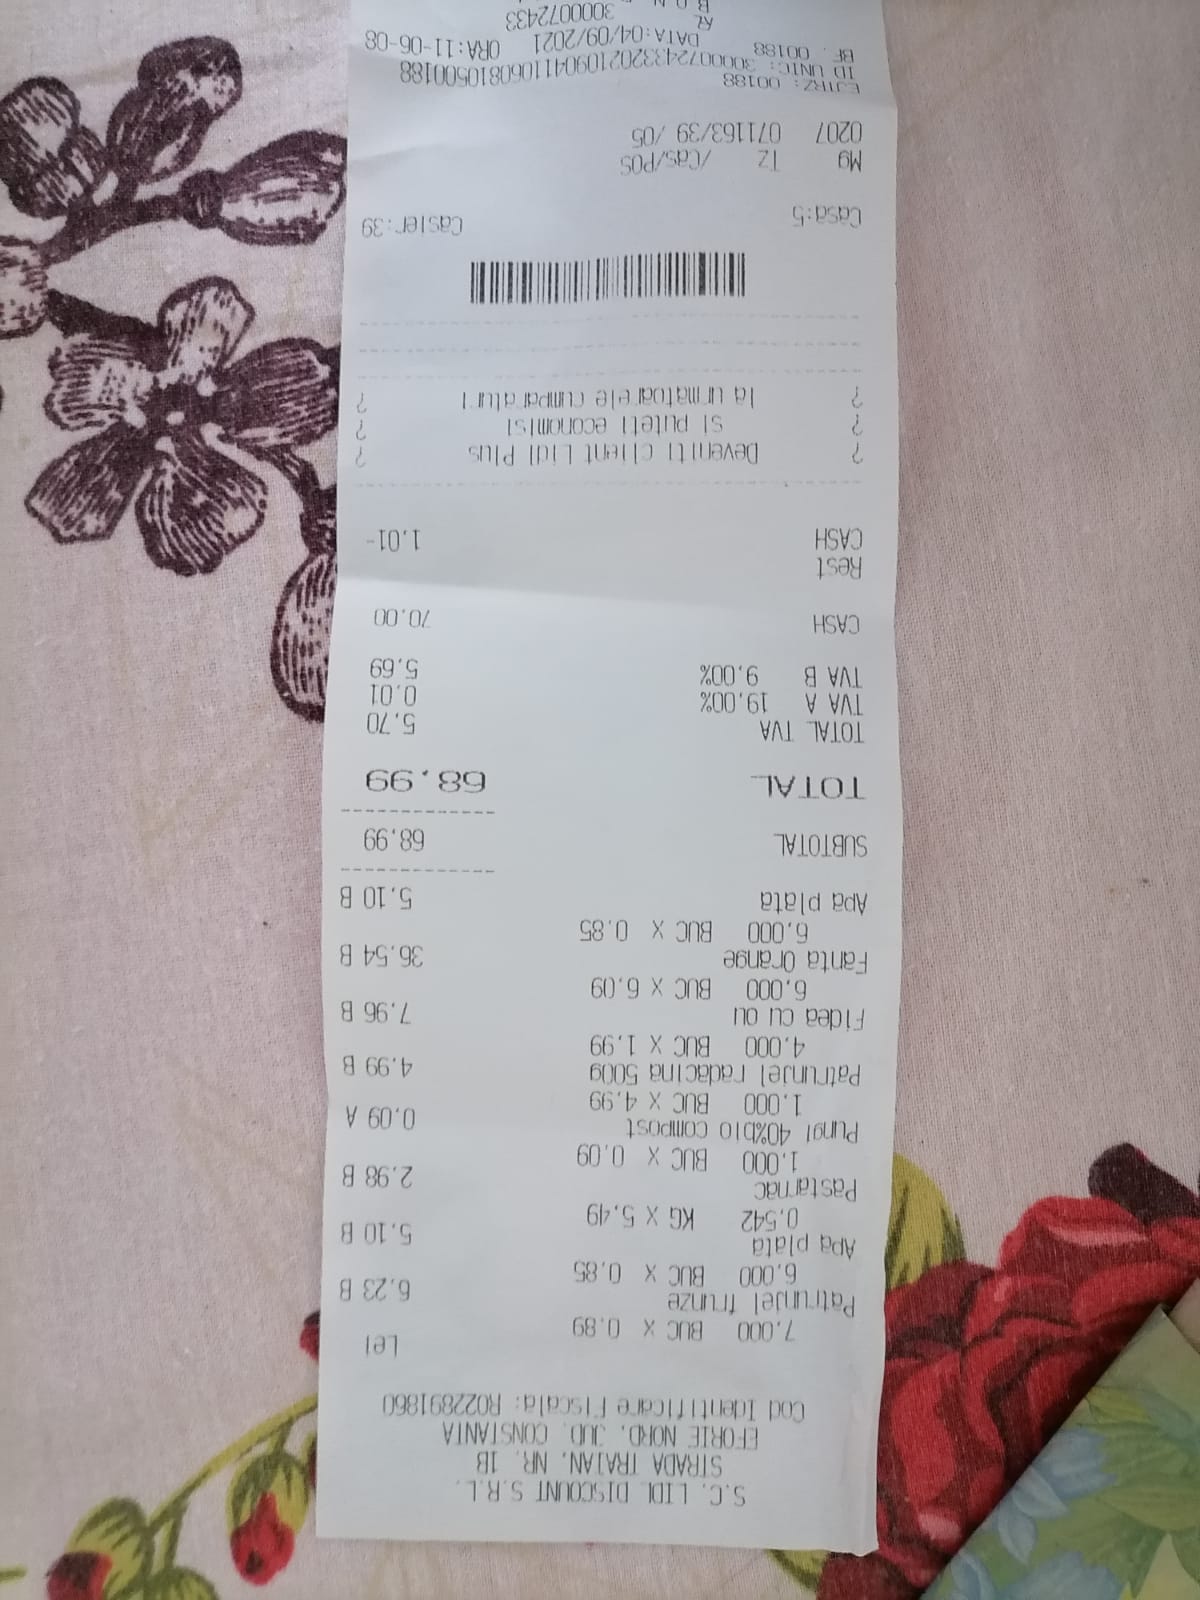 S.C. LIDL DISCOUNT S.R.L.
STRADA TRAIAN, NR. 1B
EFORIE NORD, JUD. CONSTANTA
Cod Identificare Fiscala: RO22891860
Lei
7.000 BUC X 0.89
Patrunjel frunze 6.23 B
6.000 BUC X 0.85
Apa plata 5.10 B
0.542 KG X 5.49
Pastarnac 2.98 B
1.000 BUC X 0.09
Pungi 40%bio compost 0.09 A
1.000 BUC X 4.99
Patrunjel radacina 500g 4.99 B
4.000 BUC X 1.99
Fidea cu ou 7.96 B
6.000 BUC X 6.09
Fanta Orange 36.54 B
6.000 BUC X 0.85
Apa plata 5.10 B
SUBTOTAL 68.99
TOTAL 68.99
TOTAL TVA 5.70
TVA A 19.00% 0.01
TVA B 9.00% 5.69
CASH 70.00
Rest
CASH 1.01-
? Deveniti client Lidl Plus ?
? si puteti economisi ?
? la urmatoarele cumparaturi ?
Casa:5 Casier:39
Mg Tz /Cas/POS
0207 071163/39 /05
EJTRZ: 00188
ID UNIC: 3000072433202109041106081050018​8
BF. 00188 DATA:04/09/2021 ORA:11-06-08
3000072433